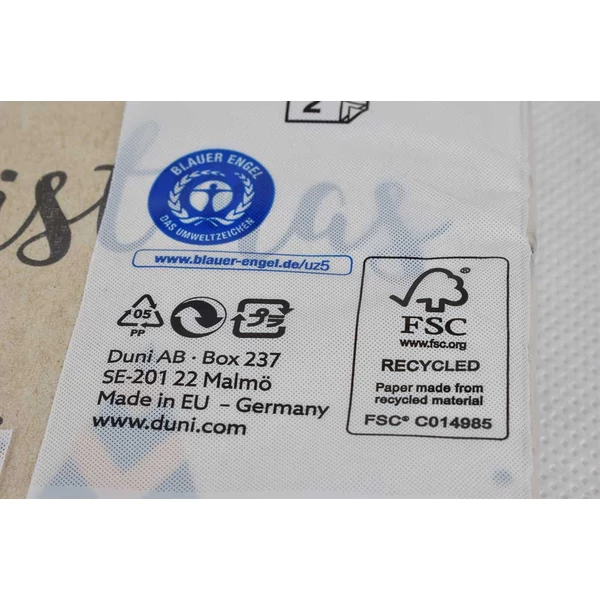 2
BLAUER ENGEL
DAS UMWELTZEICHEN
www.blauer-engel.de/uz5
05
PP
プラ
Duni AB · Box 237
SE-201 22 Malmö
Made in EU – Germany
www.duni.com
FSC
www.fsc.org
RECYCLED
Paper made from
recycled material
FSC® C014985